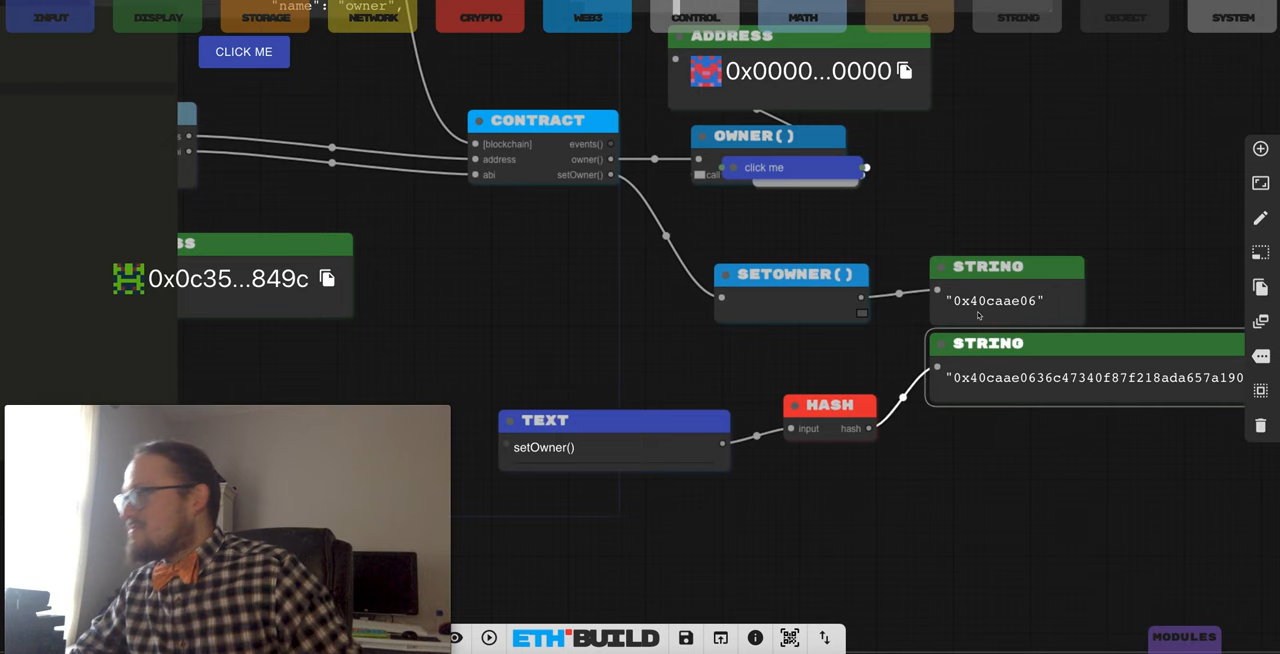 "name": "owner",
INPUT
DISPLAY
STORAGE
NETWORK
CRYPTO
WEB3
CONTROL
MATH
UTILS
STRING
OBJECT
SYSTEM
CLICK ME
ADDRESS
0x0000...0000
CONTRACT
[blockchain] events()
address owner()
abi setOwner()
OWNER()
call
click me
SS
0x0c35...849c
SETOWNER()
STRING
"0x40caae06"
STRING
"0x40caae0636c47340f87f218ada657a190
HASH
input hash
TEXT
setOwner()
ETH BUILD
MODULES